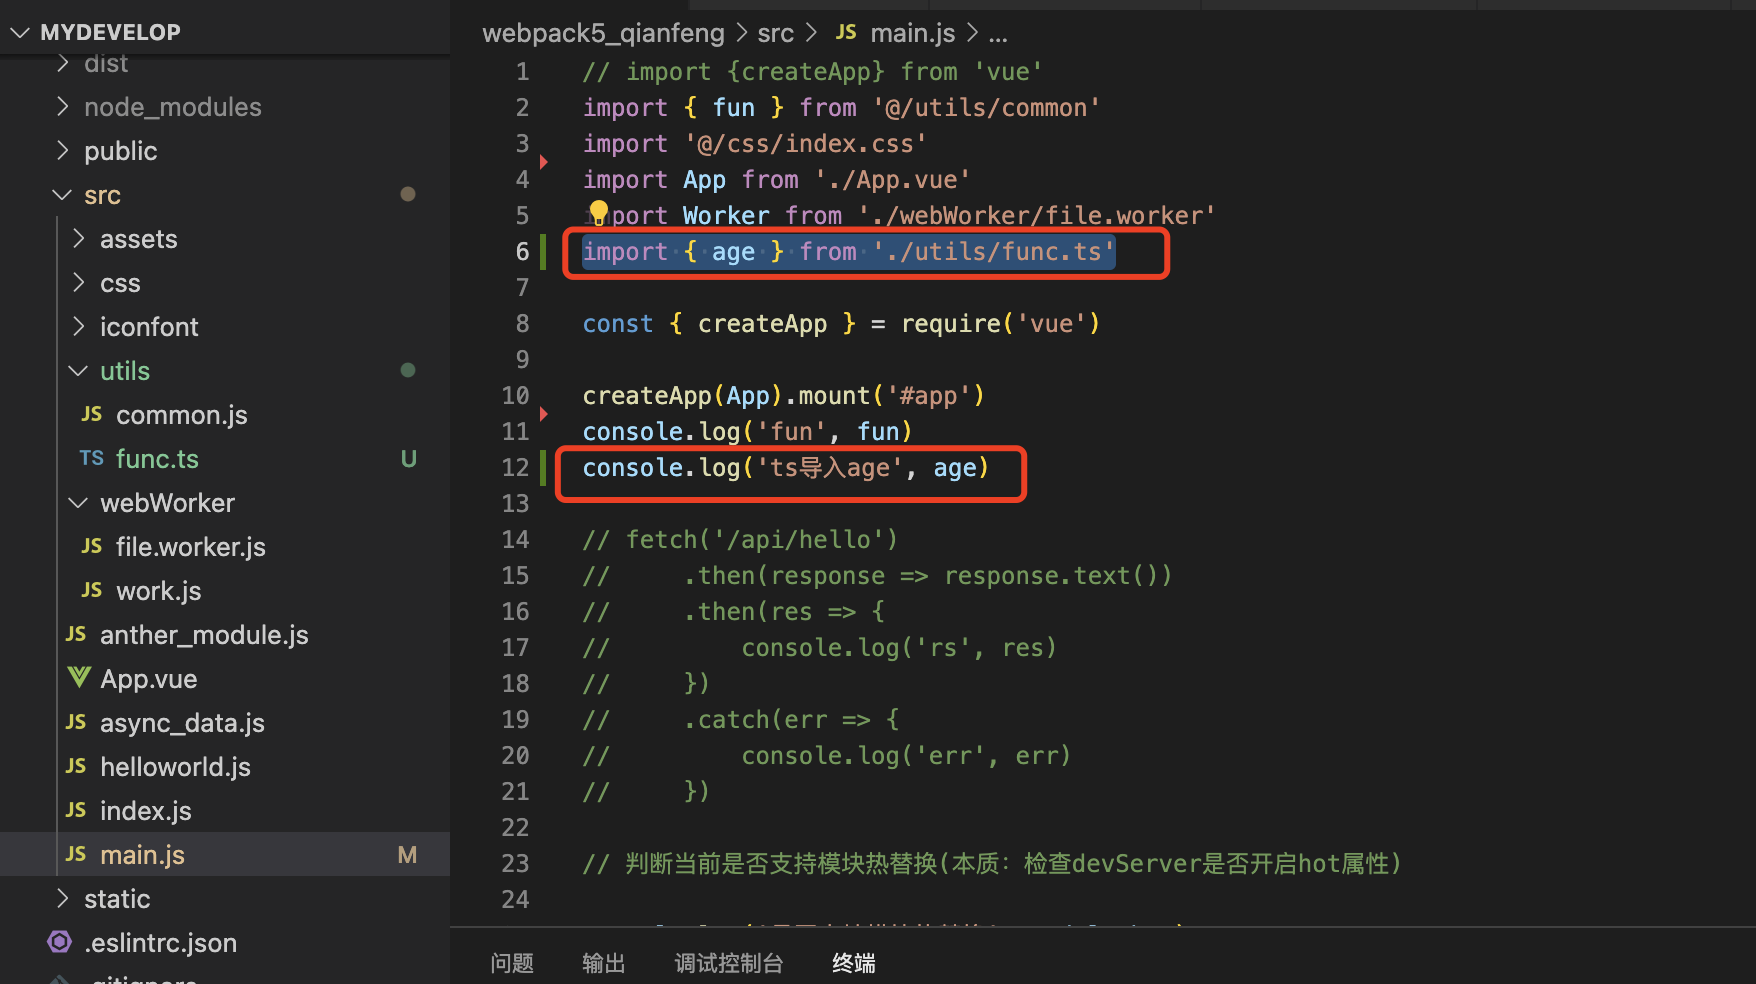 MYDEVELOP
dist
node_modules
public
src
assets
css
iconfont
utils
JS common.js
TS func.ts U
webWorker
JS file.worker.js
JS work.js
JS anther_module.js
App.vue
JS async_data.js
JS helloworld.js
JS index.js
JS main.js M
static
.eslintrc.json
webpack5_qianfeng > src > JS main.js > ...
1 // import {createApp} from 'vue'
2 import { fun } from '@/utils/common'
3 import '@/css/index.css'
4 import App from './App.vue'
5 import Worker from './webWorker/file.worker'
6 import { age } from './utils/func.ts'
7
8 const { createApp } = require('vue')
9
10 createApp(App).mount('#app')
11 console.log('fun', fun)
12 console.log('ts导入age', age)
13
14 // fetch('/api/hello')
15 //     .then(response => response.text())
16 //     .then(res => {
17 //         console.log('rs', res)
18 //     })
19 //     .catch(err => {
20 //         console.log('err', err)
21 //     })
22
23 // 判断当前是否支持模块热替换(本质：检查devServer是否开启hot属性)
24
问题 输出 调试控制台 终端